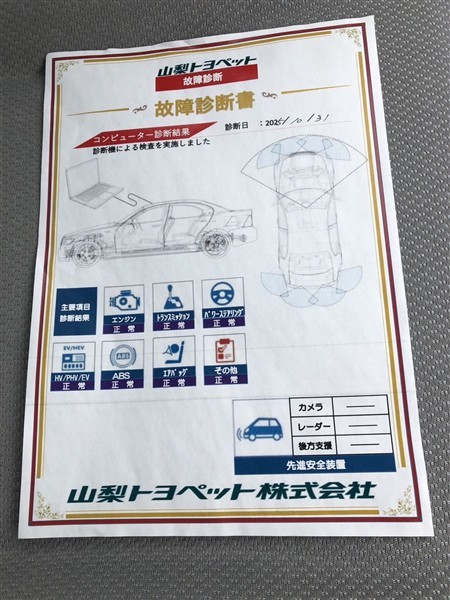 山梨トヨペット
故障診断
故障診断書
コンピューター診断結果
診断日 ：2025/10/31
診断機による検査を実施しました
主要項目
診断結果
エンジン
正 常
トランスミッション
正 常
パワーステアリング
正 常
EV/HEV
HV/PHV/EV
正 常
ABS
ABS
正 常
エアバッグ
正 常
その他
正 常
カメラ
レーダー
後方支援
先進安全装置
山梨トヨペット株式会社